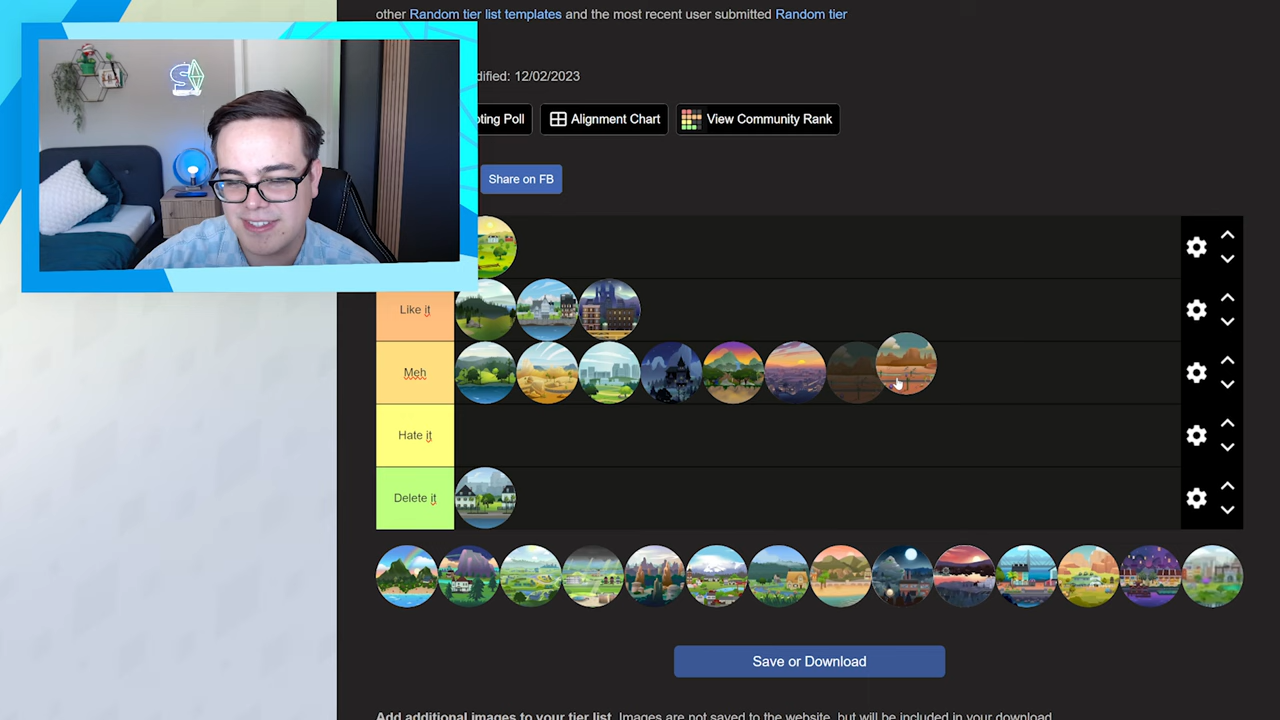 other Random tier list templates and the most recent user submitted Random tier
dified: 12/02/2023
oting Poll
Alignment Chart
View Community Rank
Share on FB
Like it
Meh
Hate it
Delete it
Save or Download
Add additional images to your tier list. Images are not saved to the website, but will be included in your download